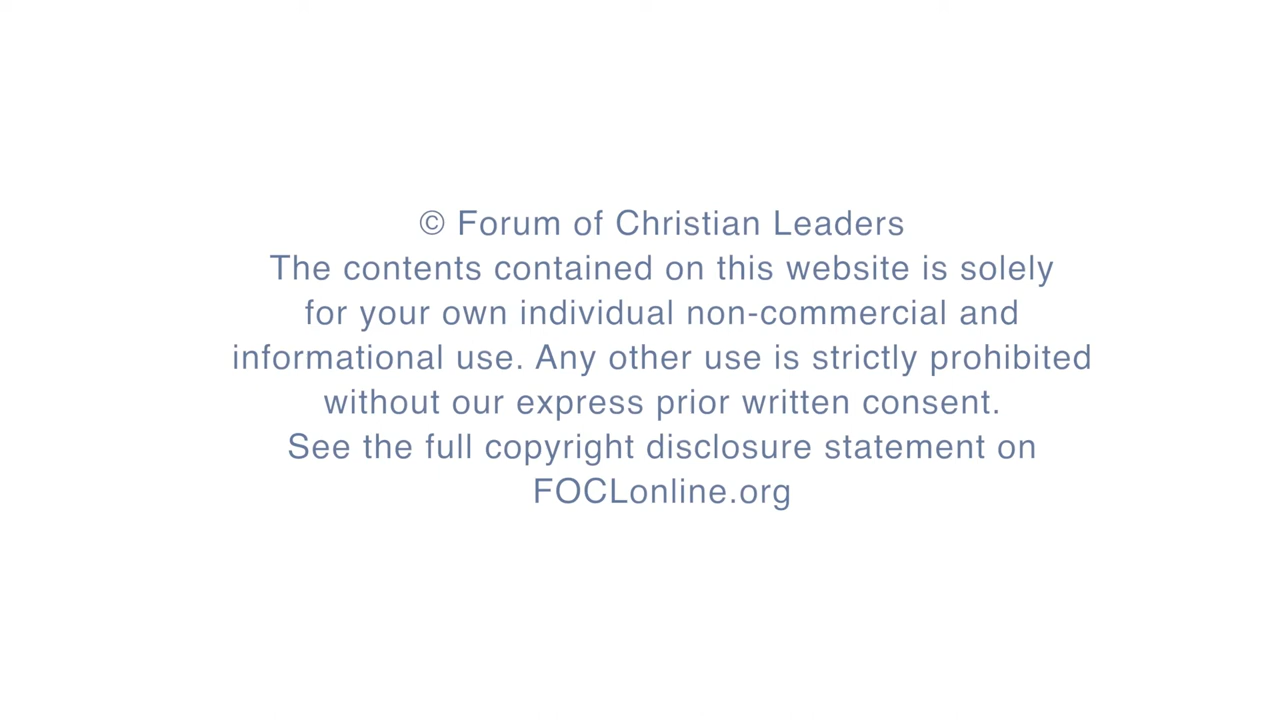 © Forum of Christian Leaders
The contents contained on this website is solely
for your own individual non-commercial and
informational use. Any other use is strictly prohibited
without our express prior written consent.
See the full copyright disclosure statement on
FOCLonline.org